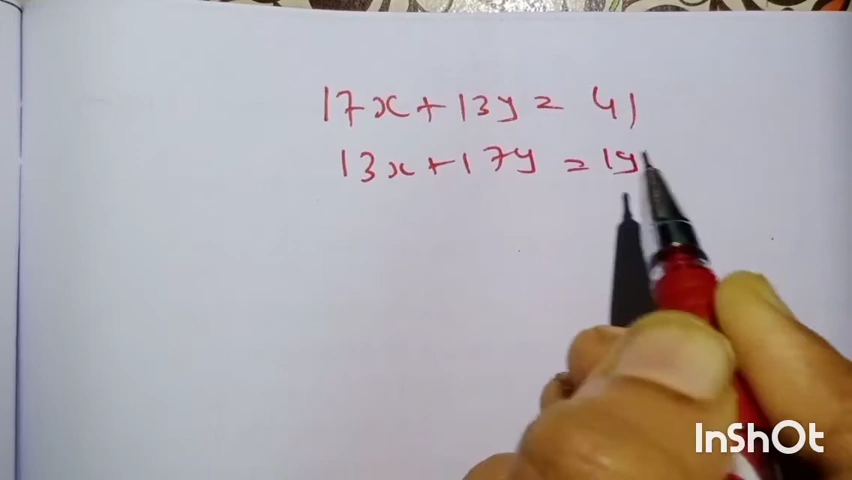 17x + 13y = 41
13x + 17y = 19
InShOt